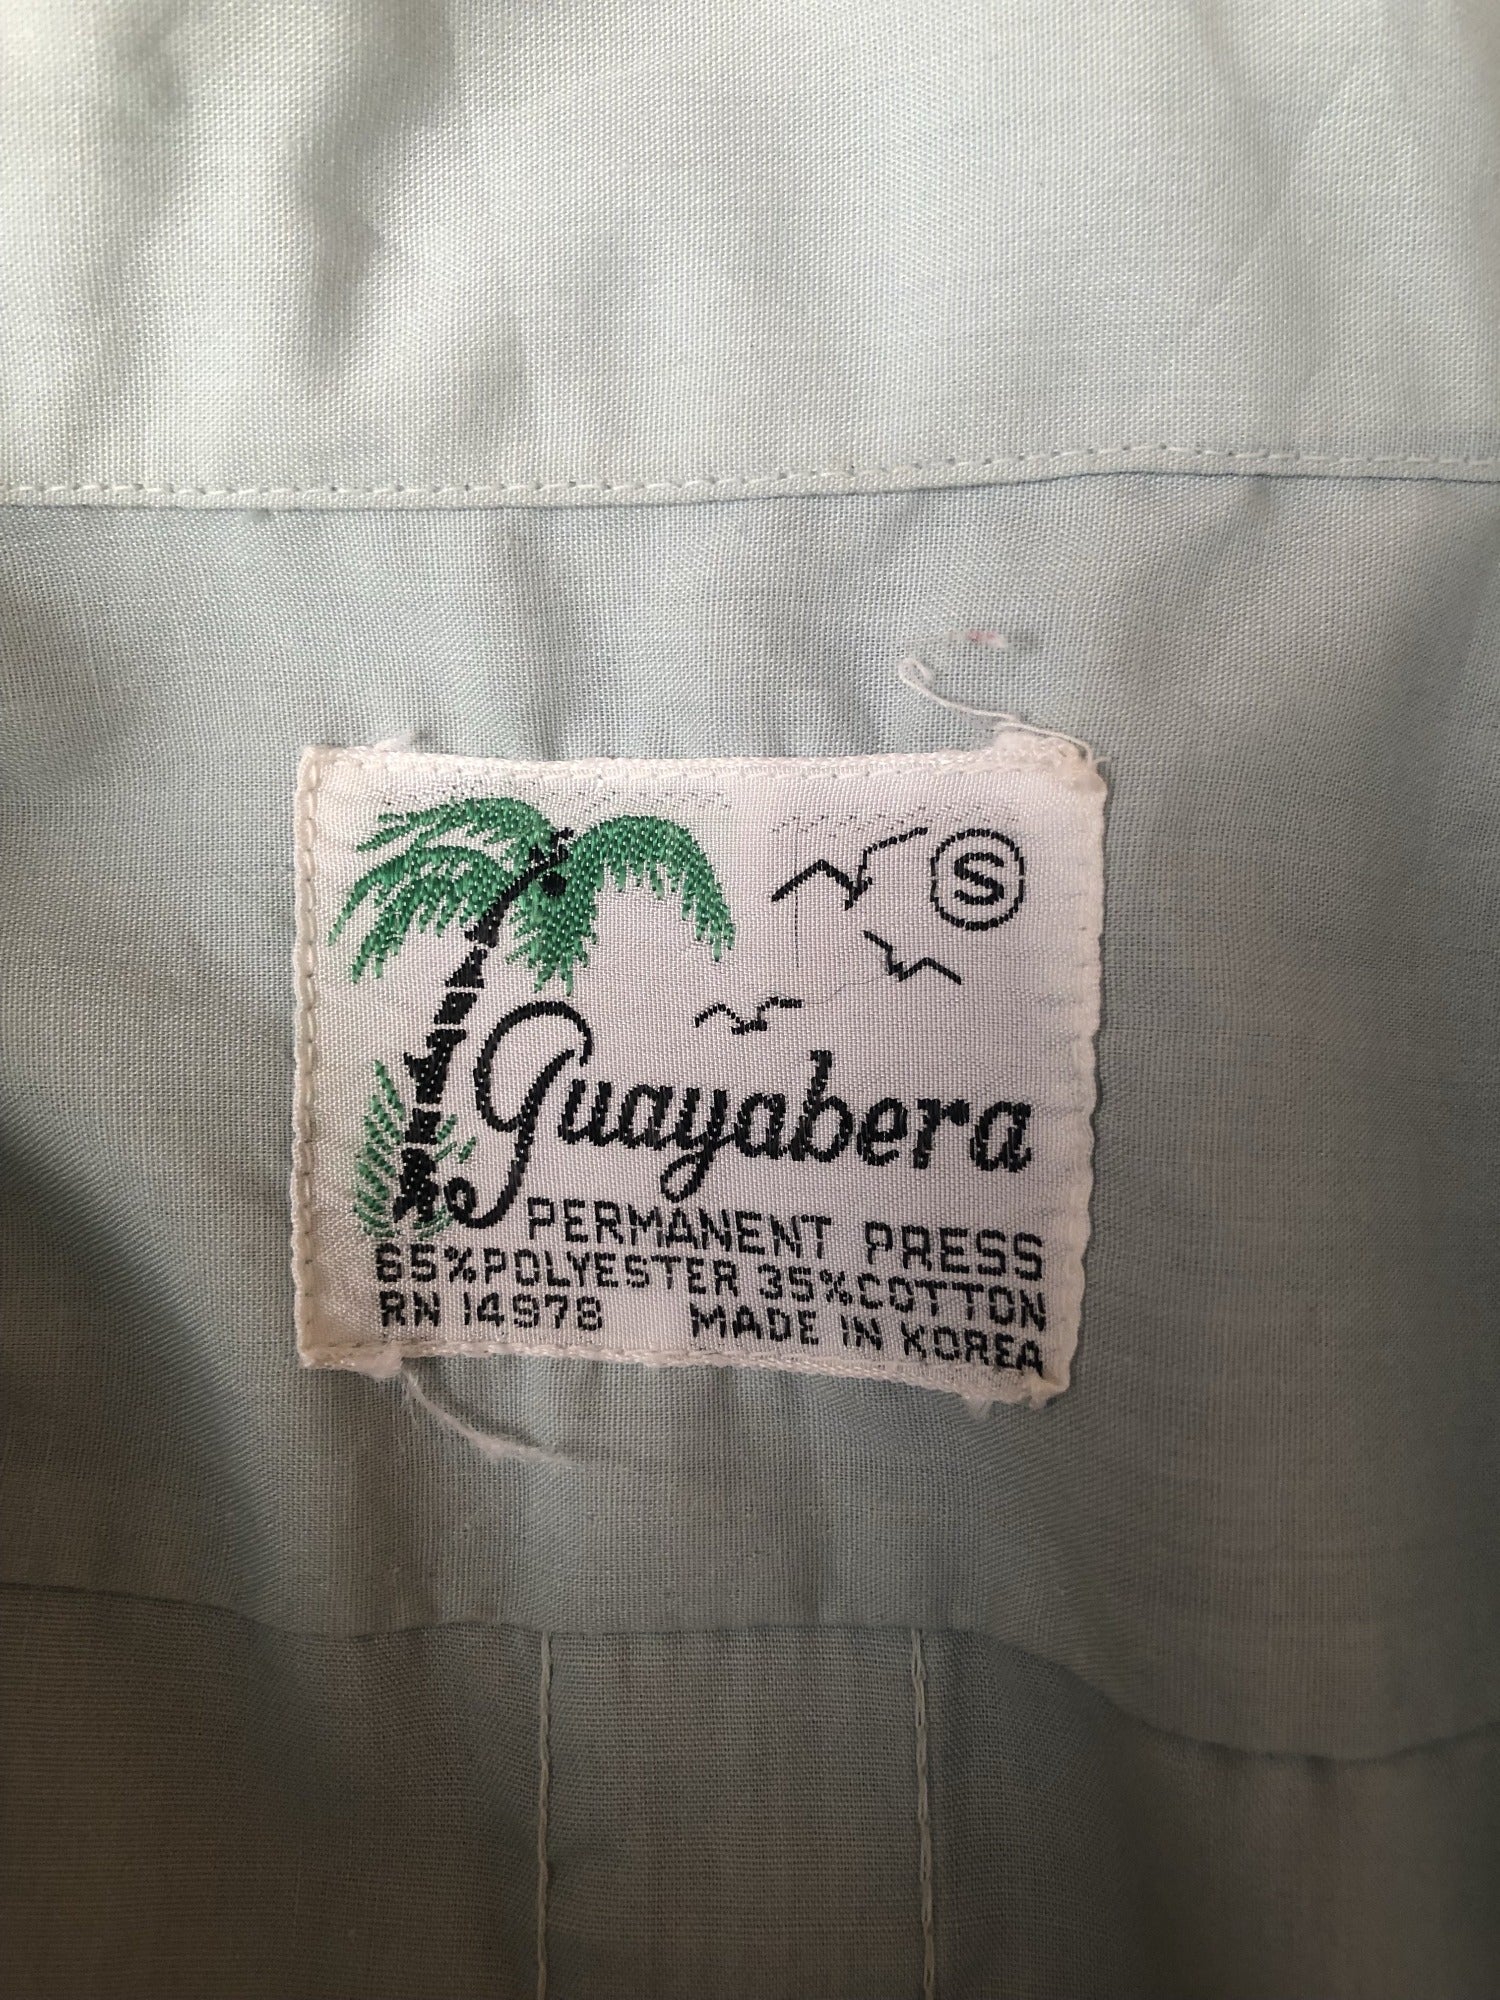 S
Guayabera
PERMANENT PRESS
65% POLYESTER 35% COTTON
RN 14978 MADE IN KOREA